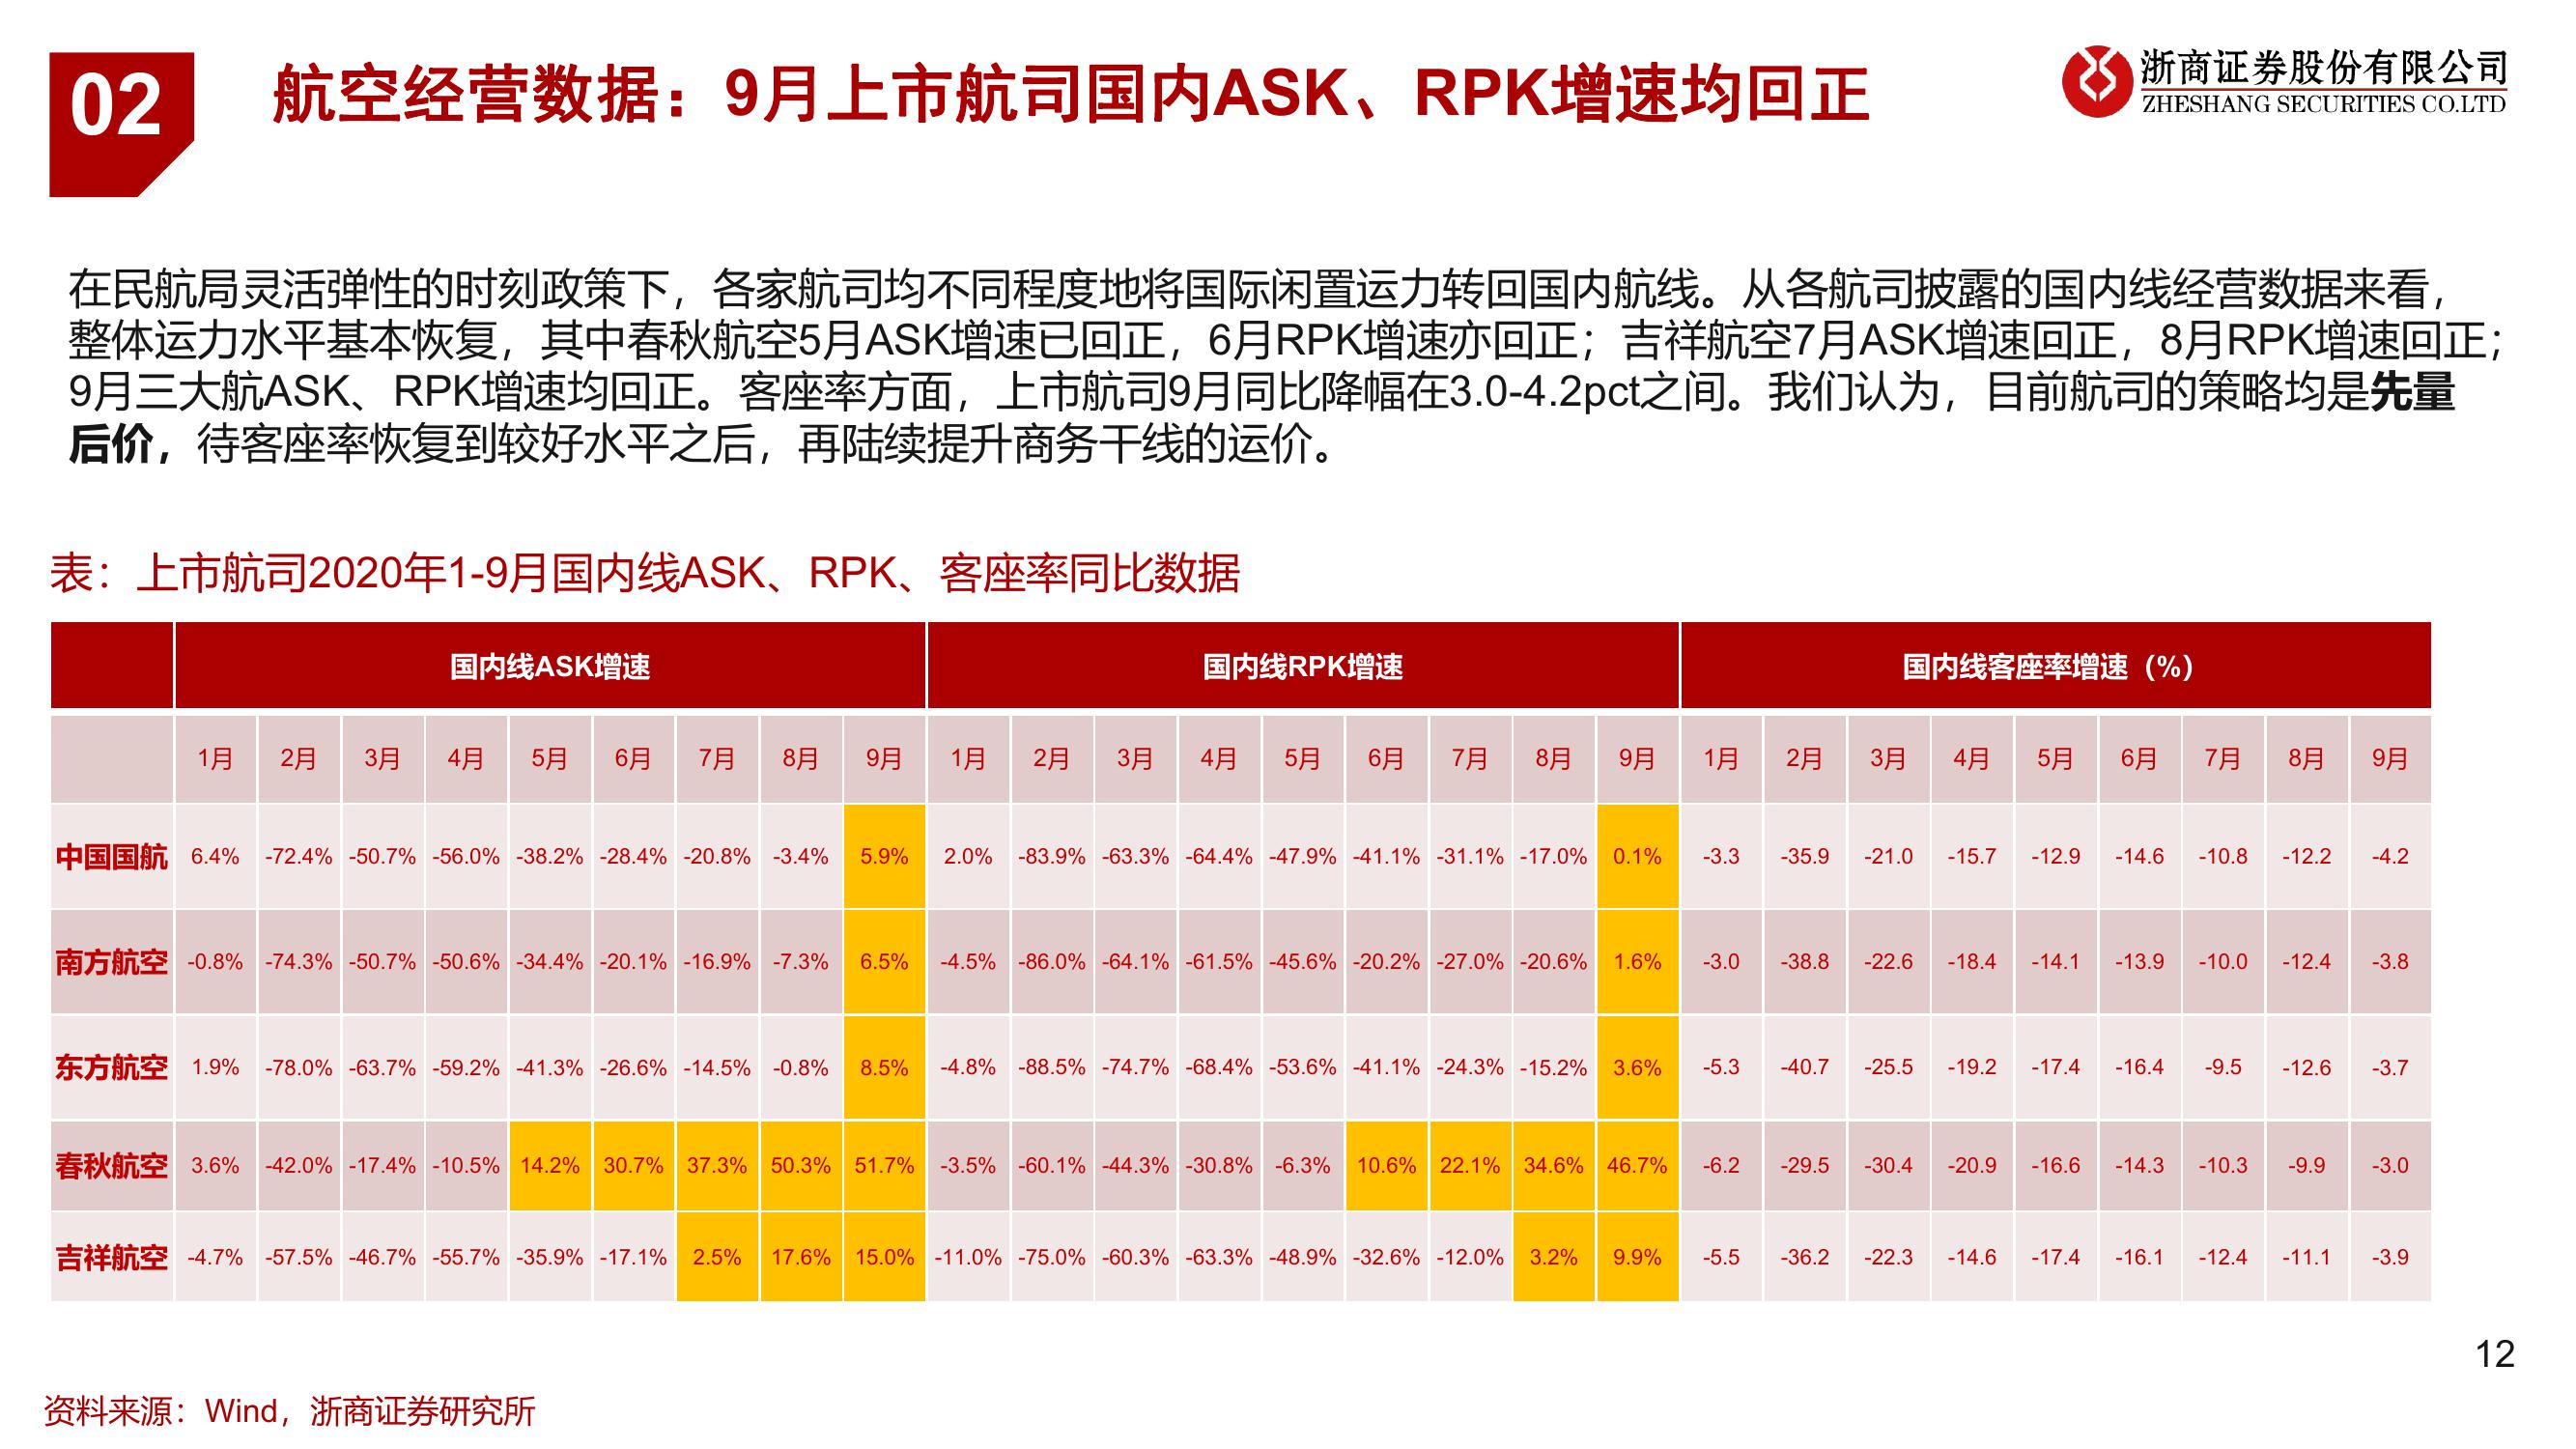 02
航空经营数据：9月上市航司国内ASK、RPK增速均回正
浙商证券股份有限公司
ZHESHANG SECURITIES CO.LTD
在民航局灵活弹性的时刻政策下，各家航司均不同程度地将国际闲置运力转回国内航线。从各航司披露的国内线经营数据来看，
整体运力水平基本恢复，其中春秋航空5月ASK增速已回正，6月RPK增速亦回正；吉祥航空7月ASK增速回正，8月RPK增速回正；
9月三大航ASK、RPK增速均回正。客座率方面，上市航司9月同比降幅在3.0-4.2pct之间。我们认为，目前航司的策略均是先量
后价，待客座率恢复到较好水平之后，再陆续提升商务干线的运价。
表：上市航司2020年1-9月国内线ASK、RPK、客座率同比数据
国内线ASK增速 国内线RPK增速 国内线客座率增速（%）
1月 2月 3月 4月 5月 6月 7月 8月 9月 1月 2月 3月 4月 5月 6月 7月 8月 9月 1月 2月 3月 4月 5月 6月 7月 8月 9月
中国国航 6.4% -72.4% -50.7% -56.0% -38.2% -28.4% -20.8% -3.4% 5.9% 2.0% -83.9% -63.3% -64.4% -47.9% -41.1% -31.1% -17.0% 0.1% -3.3 -35.9 -21.0 -15.7 -12.9 -14.6 -10.8 -12.2 -4.2
南方航空 -0.8% -74.3% -50.7% -50.6% -34.4% -20.1% -16.9% -7.3% 6.5% -4.5% -86.0% -64.1% -61.5% -45.6% -20.2% -27.0% -20.6% 1.6% -3.0 -38.8 -22.6 -18.4 -14.1 -13.9 -10.0 -12.4 -3.8
东方航空 1.9% -78.0% -63.7% -59.2% -41.3% -26.6% -14.5% -0.8% 8.5% -4.8% -88.5% -74.7% -68.4% -53.6% -41.1% -24.3% -15.2% 3.6% -5.3 -40.7 -25.5 -19.2 -17.4 -16.4 -9.5 -12.6 -3.7
春秋航空 3.6% -42.0% -17.4% -10.5% 14.2% 30.7% 37.3% 50.3% 51.7% -3.5% -60.1% -44.3% -30.8% -6.3% 10.6% 22.1% 34.6% 46.7% -6.2 -29.5 -30.4 -20.9 -16.6 -14.3 -10.3 -9.9 -3.0
吉祥航空 -4.7% -57.5% -46.7% -55.7% -35.9% -17.1% 2.5% 17.6% 15.0% -11.0% -75.0% -60.3% -63.3% -48.9% -32.6% -12.0% 3.2% 9.9% -5.5 -36.2 -22.3 -14.6 -17.4 -16.1 -12.4 -11.1 -3.9
12
资料来源：Wind，浙商证券研究所